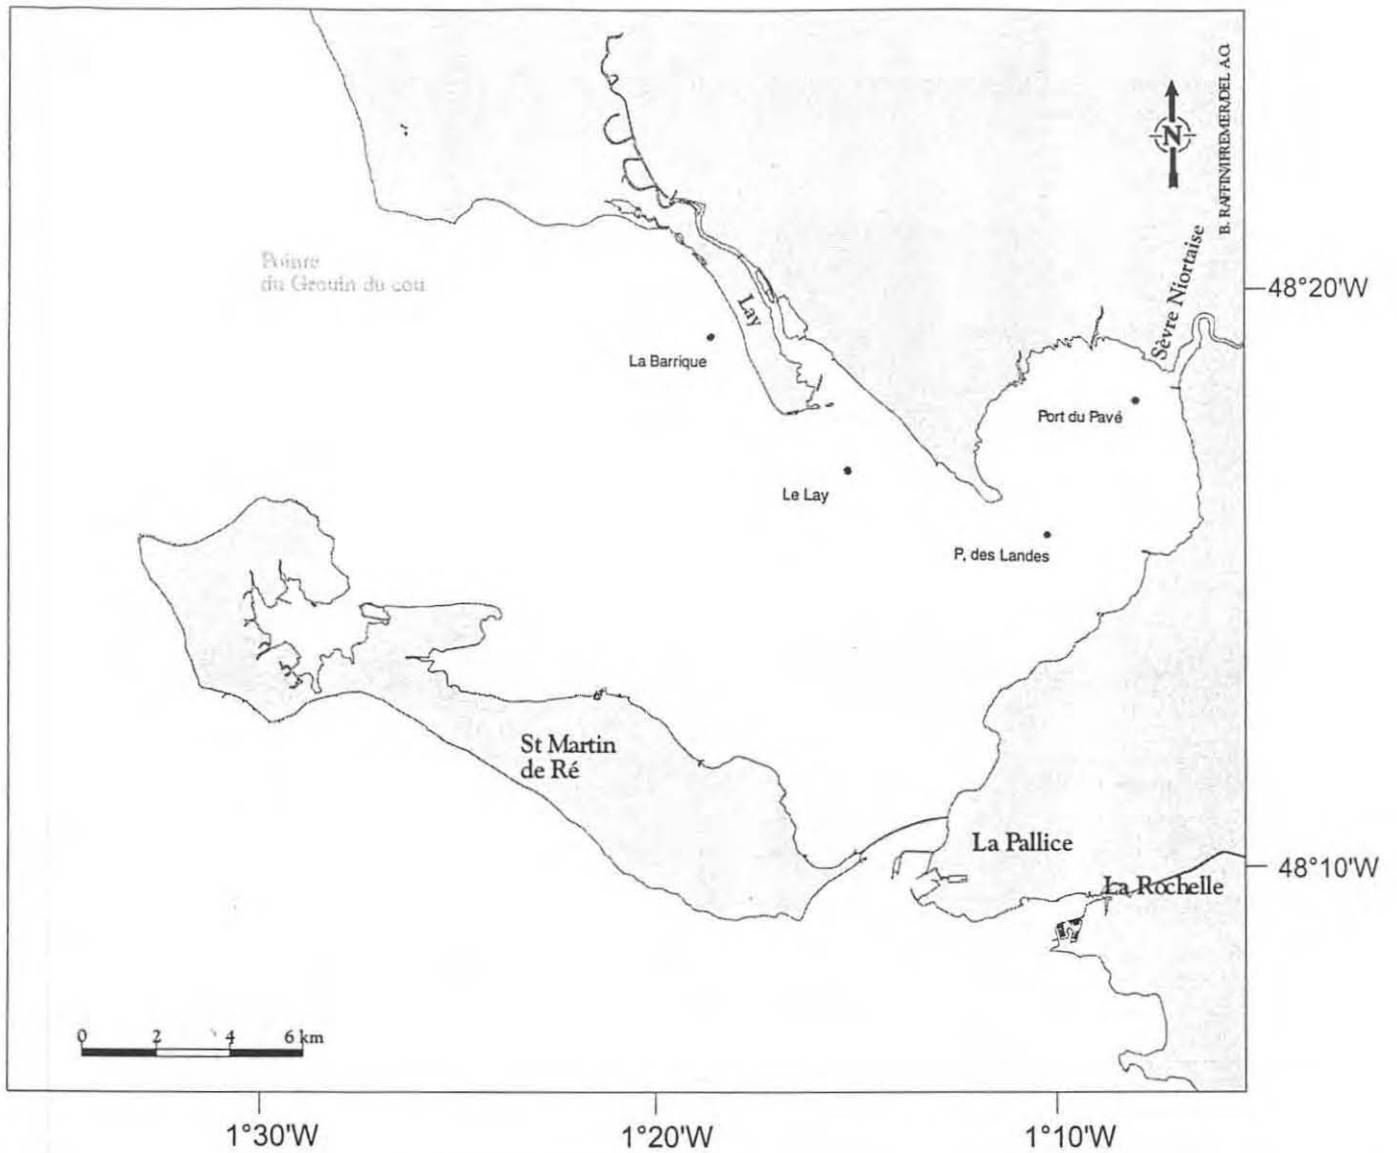 N
B. RAFFIN/IFREMER/DEL A.O.
Sèvre Niortaise
Pointe
du Grouin du cou
48°20'W
Lay
La Barrique
Port du Pavé
Le Lay
P. des Landes
St Martin
de Ré
La Pallice
48°10'W
La Rochelle
0 2 4 6 km
1°30'W
1°20'W
1°10'W